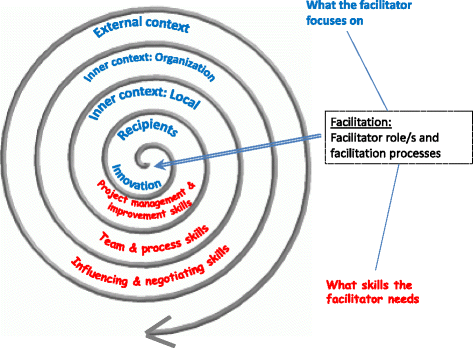 What the facilitator
focuses on
External context
Inner context: Organization
Inner context: Local
Recipients
Innovation
Facilitation:
Facilitator role/s and
facilitation processes
Project management &
improvement skills
Team & process skills
Influencing & negotiating skills
What skills the
facilitator needs